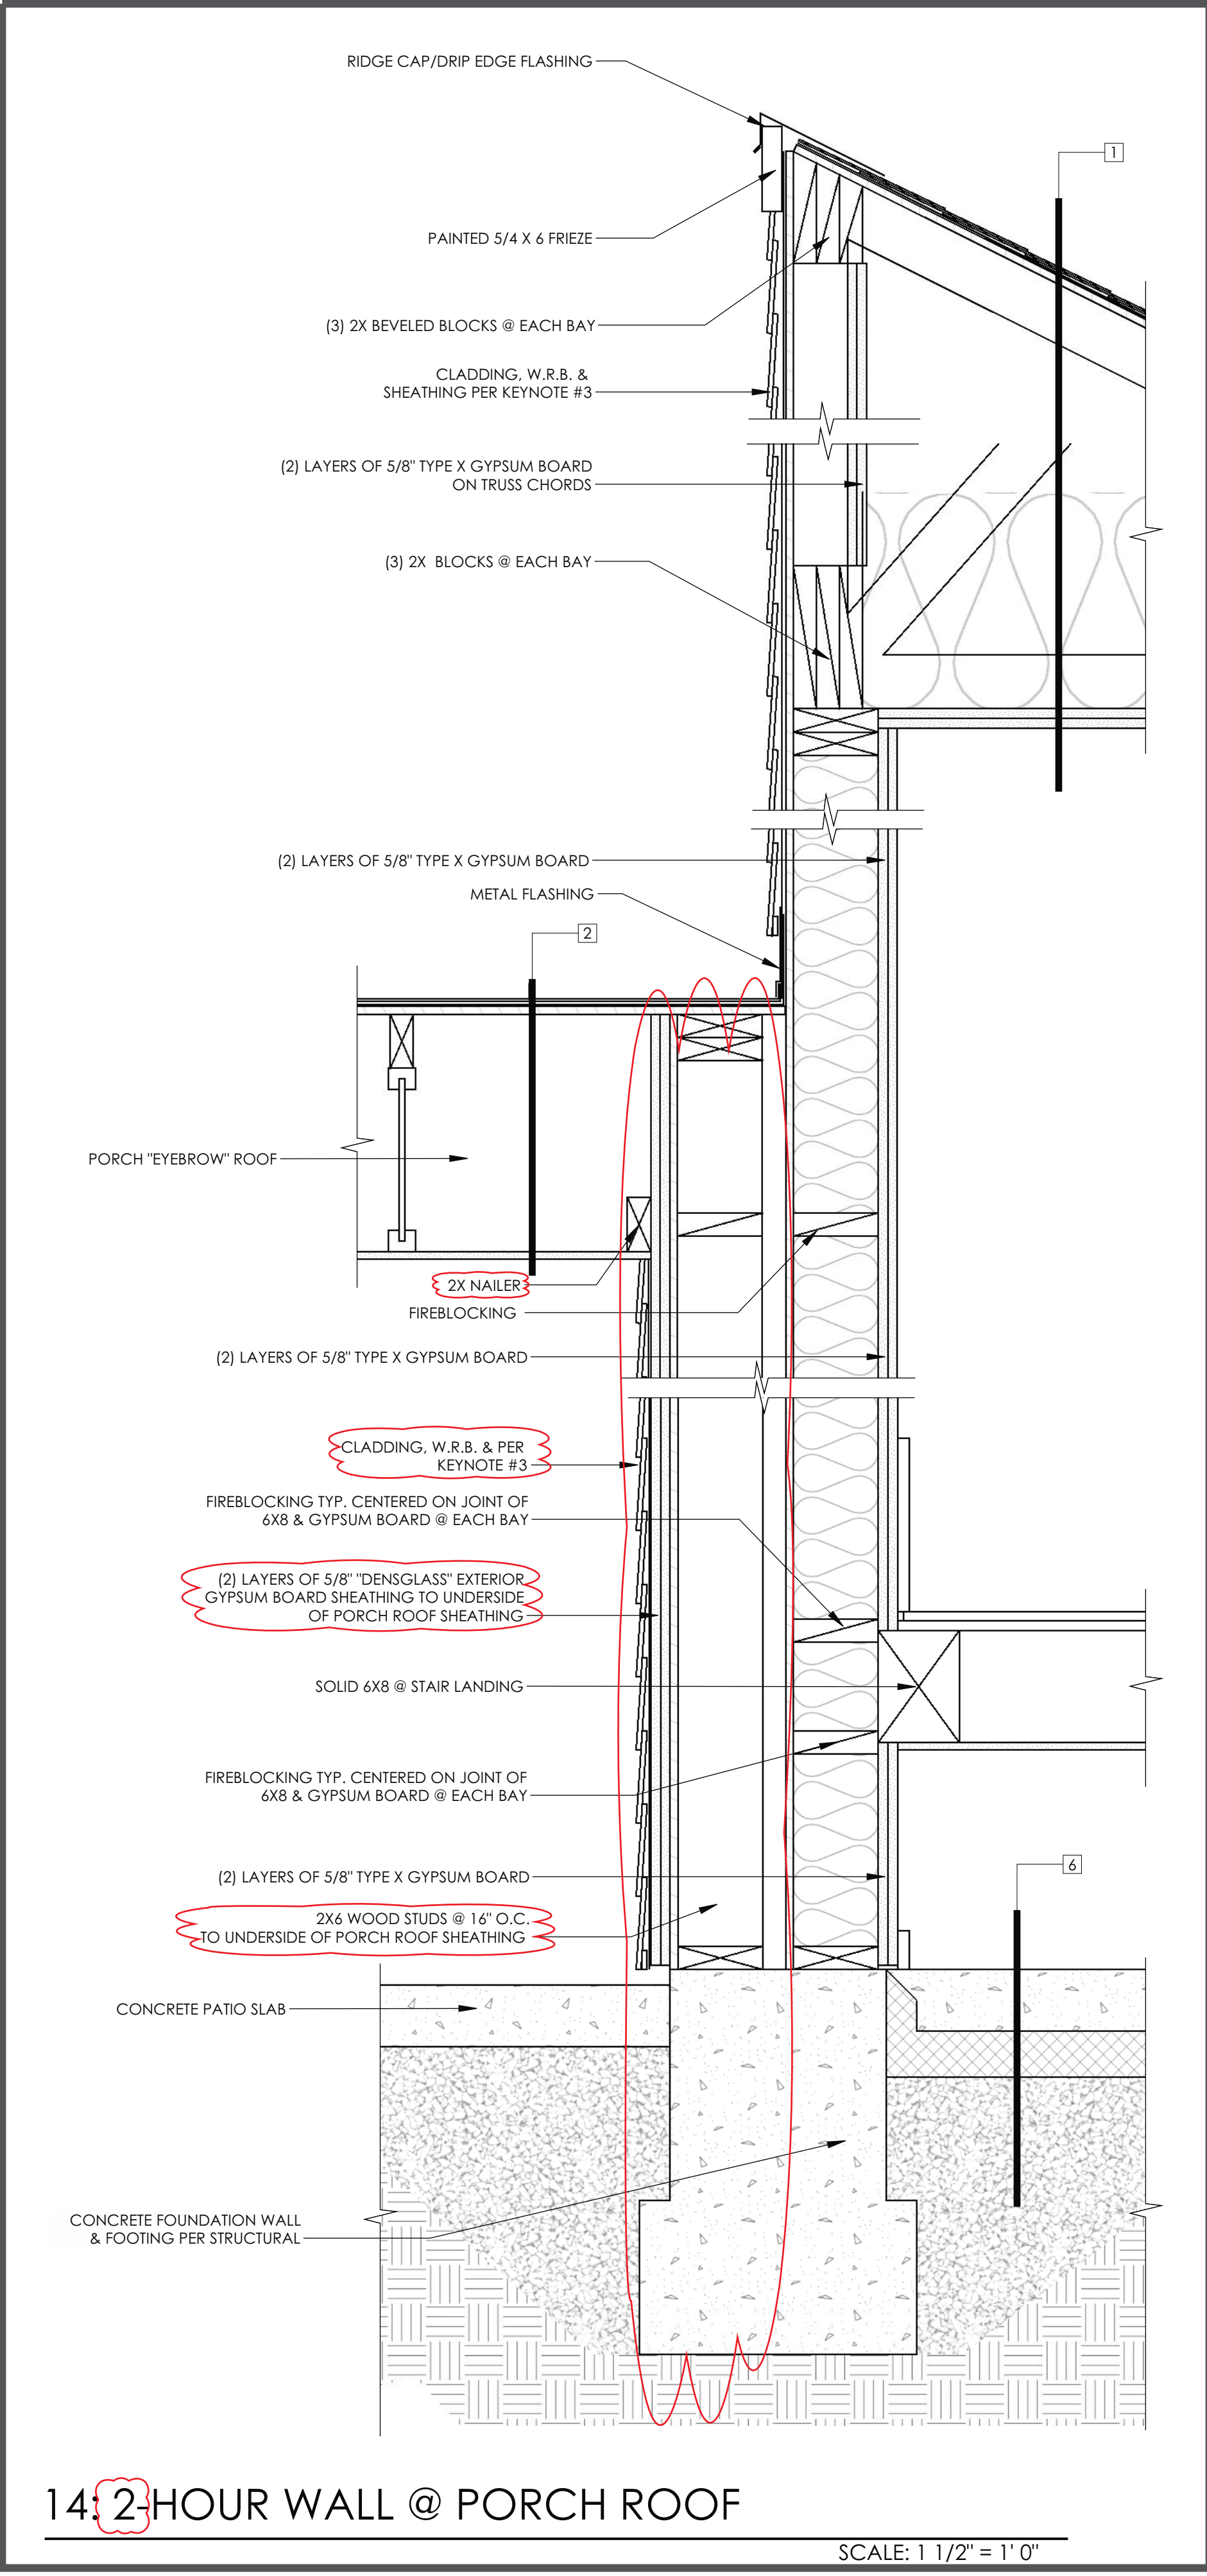 RIDGE CAP/DRIP EDGE FLASHING
1
PAINTED 5/4 X 6 FRIEZE
(3) 2X BEVELED BLOCKS @ EACH BAY
CLADDING, W.R.B. &
SHEATHING PER KEYNOTE #3
(2) LAYERS OF 5/8" TYPE X GYPSUM BOARD
ON TRUSS CHORDS
(3) 2X BLOCKS @ EACH BAY
(2) LAYERS OF 5/8" TYPE X GYPSUM BOARD
METAL FLASHING
2
PORCH "EYEBROW" ROOF
2X NAILER
FIREBLOCKING
(2) LAYERS OF 5/8" TYPE X GYPSUM BOARD
CLADDING, W.R.B. & PER
KEYNOTE #3
FIREBLOCKING TYP. CENTERED ON JOINT OF
6X8 & GYPSUM BOARD @ EACH BAY
(2) LAYERS OF 5/8" "DENSGLASS" EXTERIOR
GYPSUM BOARD SHEATHING TO UNDERSIDE
OF PORCH ROOF SHEATHING
SOLID 6X8 @ STAIR LANDING
FIREBLOCKING TYP. CENTERED ON JOINT OF
6X8 & GYPSUM BOARD @ EACH BAY
6
(2) LAYERS OF 5/8" TYPE X GYPSUM BOARD
2X6 WOOD STUDS @ 16" O.C.
TO UNDERSIDE OF PORCH ROOF SHEATHING
CONCRETE PATIO SLAB
CONCRETE FOUNDATION WALL
& FOOTING PER STRUCTURAL
14: 2-HOUR WALL @ PORCH ROOF
SCALE: 1 1/2" = 1' 0"